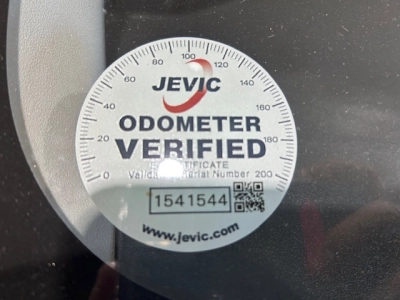 0 20 40 60 80 100 120 140 160 180 200
JEVIC
ODOMETER
VERIFIED
CERTIFICATE
Serial Number
1541544
www.jevic.com